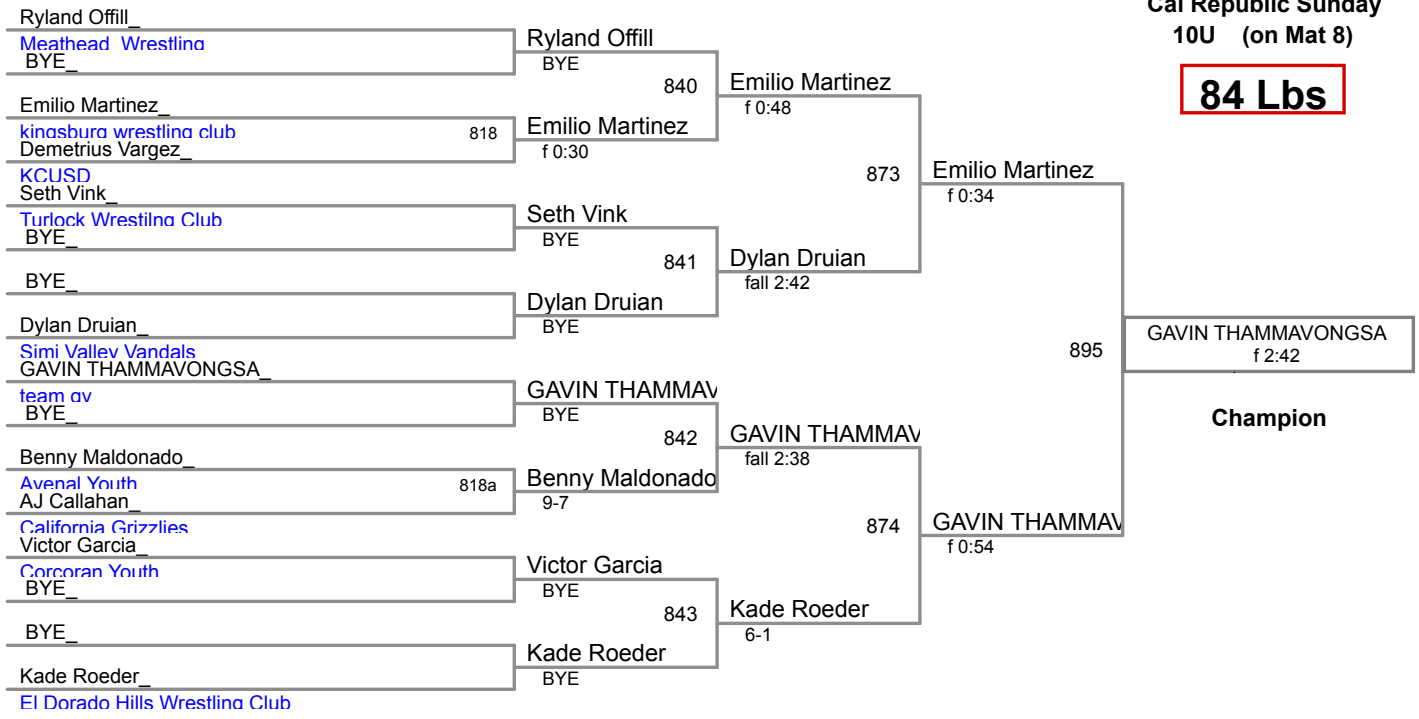 Cal Republic Sunday
10U (on Mat 8)
84 Lbs
Ryland Offill_
Meathead Wrestling
BYE_
Emilio Martinez_
kingsburg wrestling club
Demetrius Vargez_
KCUSD
Seth Vink_
Turlock Wrestilng Club
BYE_
BYE_
Dylan Druian_
Simi Valley Vandals
GAVIN THAMMAVONGSA_
team gv
BYE_
Benny Maldonado_
Avenal Youth
AJ Callahan_
California Grizzlies
Victor Garcia_
Corcoran Youth
BYE_
BYE_
Kade Roeder_
El Dorado Hills Wrestling Club
818
818a
Ryland Offill
BYE
Emilio Martinez
f 0:30
Seth Vink
BYE
Dylan Druian
BYE
GAVIN THAMMAV
BYE
Benny Maldonado
9-7
Victor Garcia
BYE
Kade Roeder
BYE
840
841
842
843
Emilio Martinez
f 0:48
Dylan Druian
fall 2:42
GAVIN THAMMAV
fall 2:38
Kade Roeder
6-1
873
874
Emilio Martinez
f 0:34
GAVIN THAMMAV
f 0:54
895
GAVIN THAMMAVONGSA
f 2:42
Champion